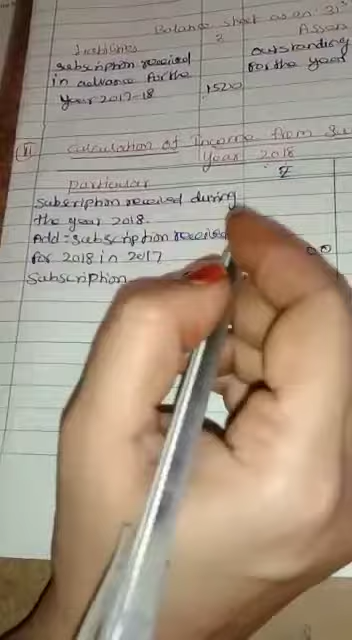 Balance sheet as on 31st
Liabilities ₹ Assets
subscription received outstanding
in advance for the for the year
year 2017-18 1520
(ii) Calculation of Income from Su
Year 2018
particular ₹
Subscription received during
the year 2018.
Add:-subscription received
for 2018 in 2017
Subscription